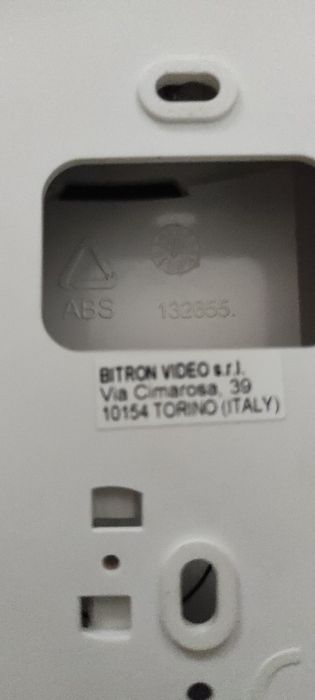 ABS 132655.
BITRON VIDEO s.r.l.
Via Cimarosa, 39
10154 TORINO (ITALY)